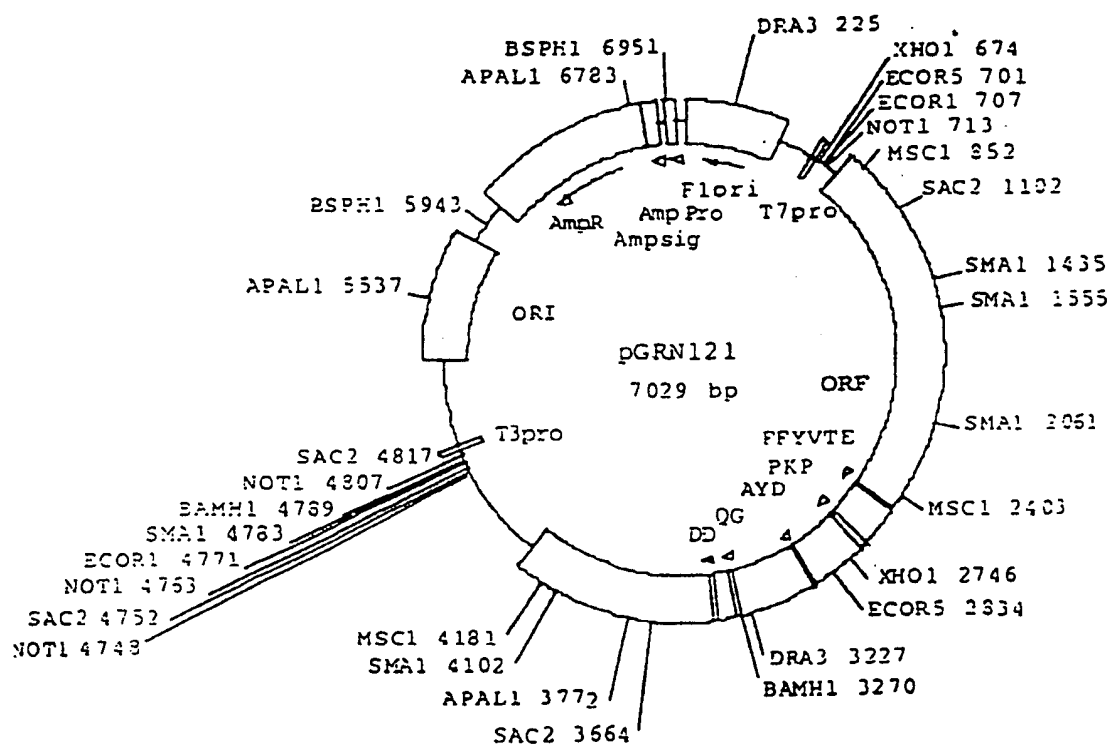 DRA3 225
BSPH1 6951
XHO1 674
APAL1 6783
ECOR5 701
ECOR1 707
NOT1 713
MSC1 852
SAC2 1102
Flori
T7pro
BSPH1 5943
AmpR
Amp Pro
Ampsig
SMA1 1435
APAL1 5537
SMA1 1555
ORI
pGRN121
7029 bp
ORF
SMA1 2061
FFYVTE
T3pro
PKP
SAC2 4817
AYD
NOT1 4807
MSC1 2403
BAMH1 4789
QG
SMA1 4783
DD
ECOR1 4771
XHO1 2746
NOT1 4763
ECOR5 2834
SAC2 4752
NOT1 4748
MSC1 4181
DRA3 3227
SMA1 4102
BAMH1 3270
APAL1 3772
SAC2 3664